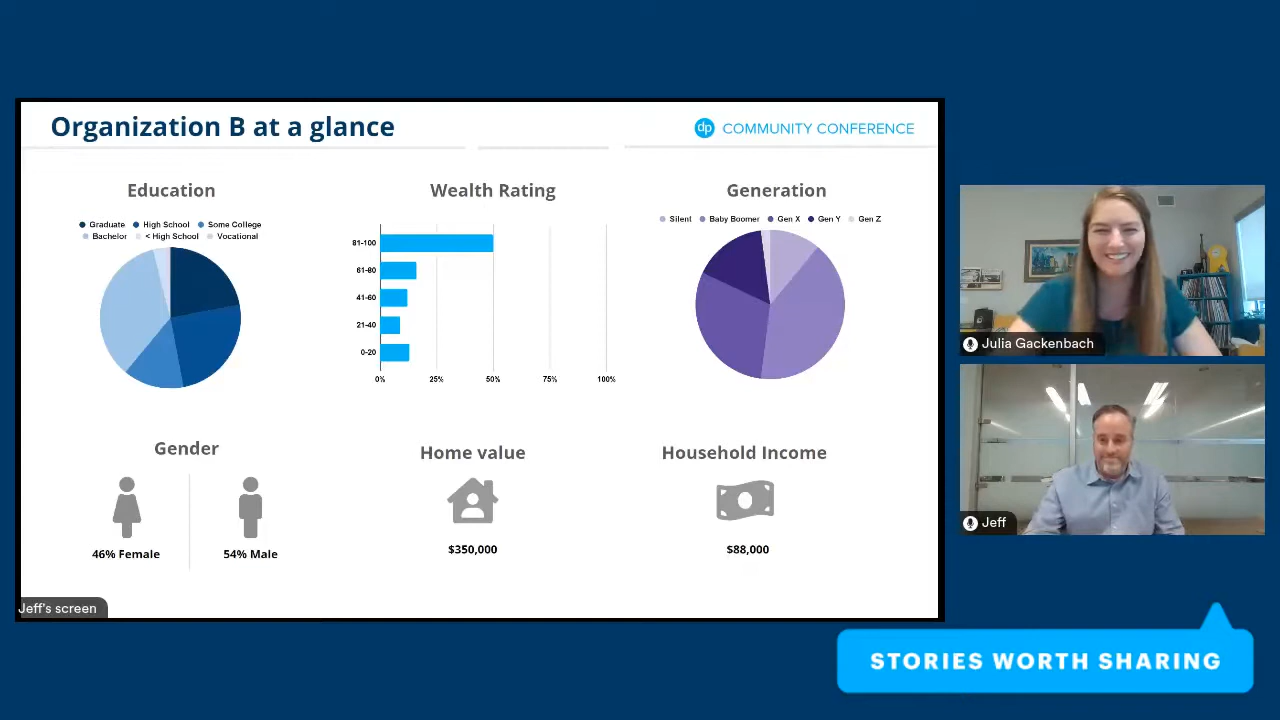 Organization B at a glance
dp COMMUNITY CONFERENCE
Education
Graduate High School Some College
Bachelor < High School Vocational
Wealth Rating
81-100
61-80
41-60
21-40
0-20
0% 25% 50% 75% 100%
Generation
Silent Baby Boomer Gen X Gen Y Gen Z
Gender
46% Female 54% Male
Home value
$350,000
Household Income
$88,000
Jeff's screen
Julia Gackenbach
Jeff
STORIES WORTH SHARING